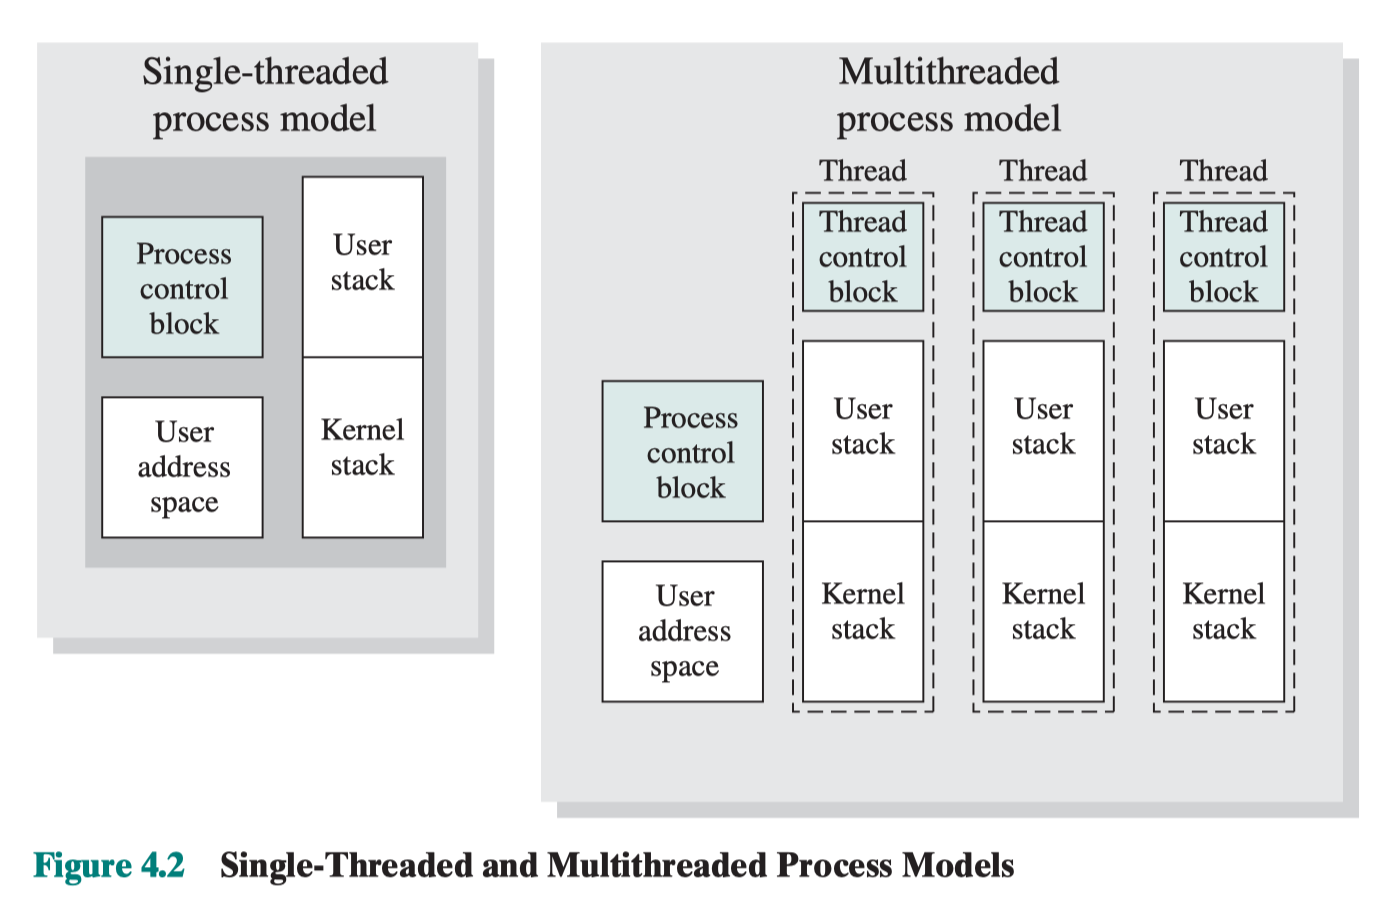 Single-threaded
process model
Process
control
block
User
stack
User
address
space
Kernel
stack
Multithreaded
process model
Process
control
block
User
address
space
Thread
Thread
control
block
User
stack
Kernel
stack
Thread
Thread
control
block
User
stack
Kernel
stack
Thread
Thread
control
block
User
stack
Kernel
stack
Figure 4.2 Single-Threaded and Multithreaded Process Models